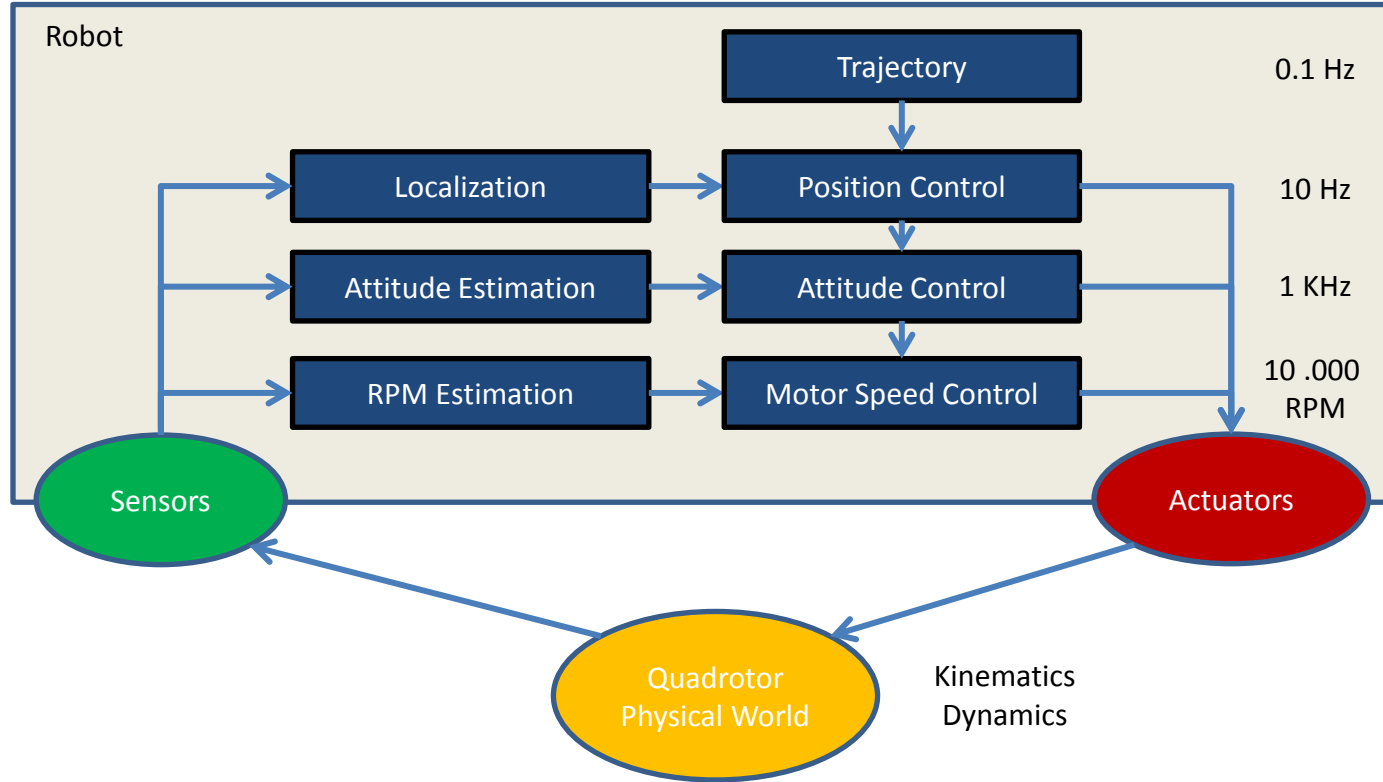 Robot
Trajectory
0.1 Hz
Localization
Position Control
10 Hz
Attitude Estimation
Attitude Control
1 KHz
RPM Estimation
Motor Speed Control
10 .000
RPM
Sensors
Actuators
Quadrotor
Physical World
Kinematics
Dynamics